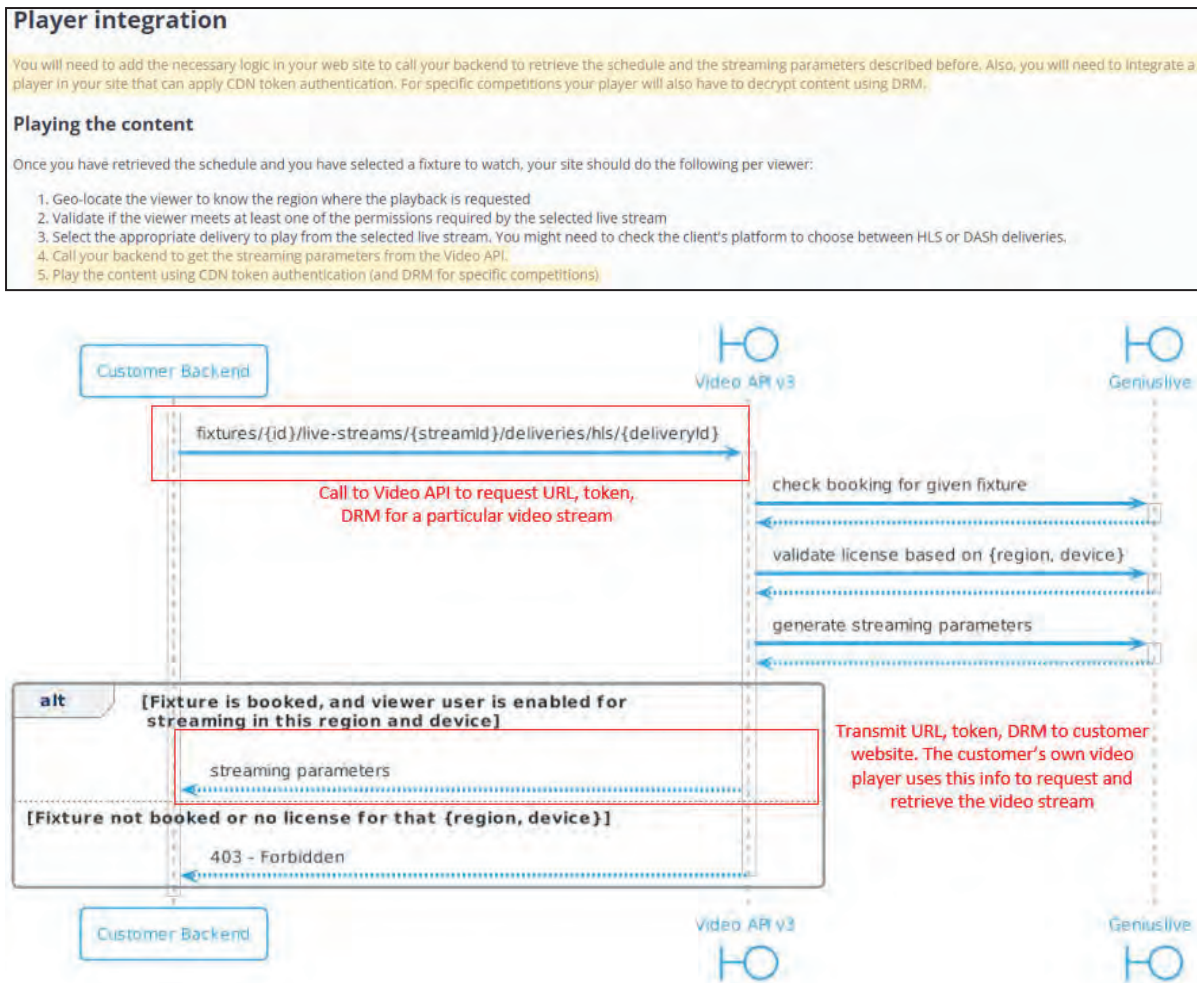 Player integration
You will need to add the necessary logic in your web site to call your backend to retrieve the schedule and the streaming parameters described before. Also, you will need to integrate a
player in your site that can apply CDN token authentication. For specific competitions your player will also have to decrypt content using DRM.
Playing the content
Once you have retrieved the schedule and you have selected a fixture to watch, your site should do the following per viewer:
1. Geo-locate the viewer to know the region where the playback is requested
2. Validate if the viewer meets at least one of the permissions required by the selected live stream
3. Select the appropriate delivery to play from the selected live stream. You might need to check the client's platform to choose between HLS or DASh deliveries.
4. Call your backend to get the streaming parameters from the Video API.
5. Play the content using CDN token authentication (and DRM for specific competitions)
Customer Backend
Video API v3
Geniuslive
fixtures/{id}/live-streams/{streamId}/deliveries/hls/{deliveryId}
Call to Video API to request URL, token,
DRM for a particular video stream
check booking for given fixture
validate license based on {region, device}
generate streaming parameters
alt
[Fixture is booked, and viewer user is enabled for
streaming in this region and device]
streaming parameters
Transmit URL, token, DRM to customer
website. The customer's own video
player uses this info to request and
retrieve the video stream
[Fixture not booked or no license for that {region, device}]
403 - Forbidden
Customer Backend
Video API v3
Geniuslive